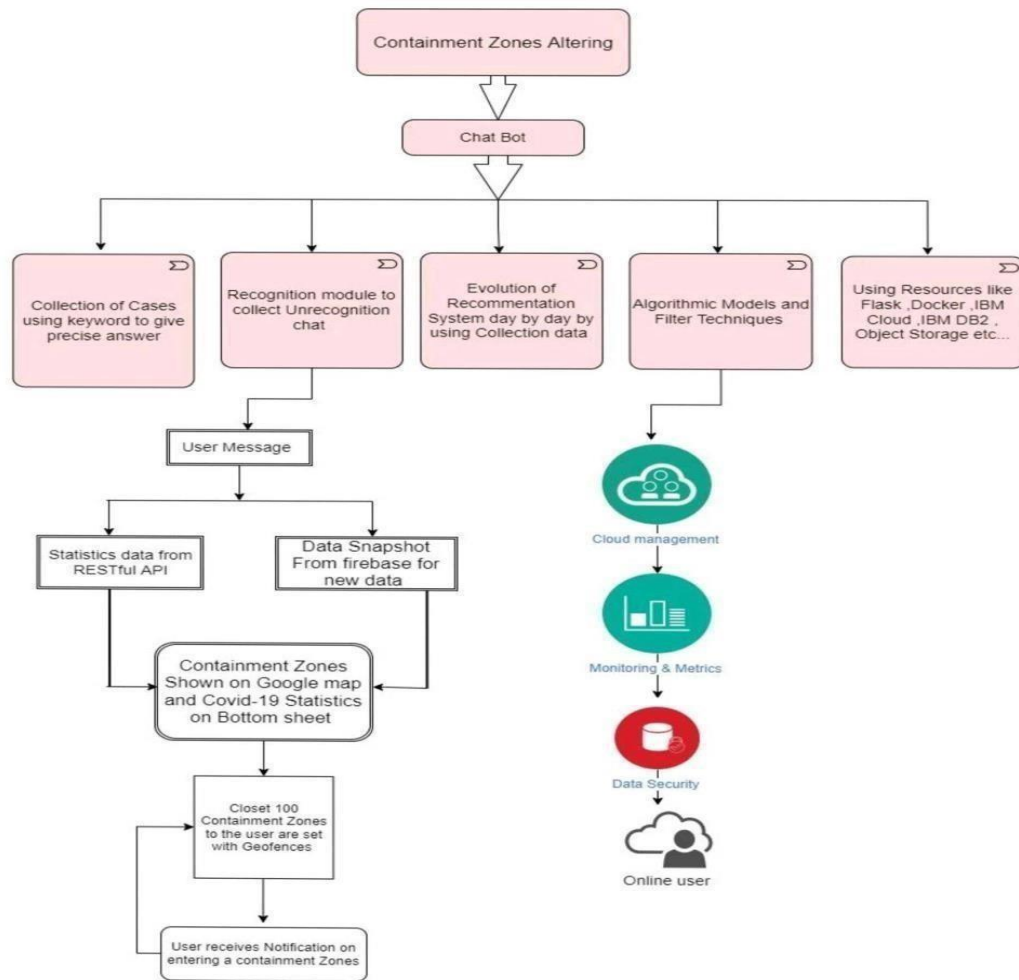 Containment Zones Altering
Chat Bot
Collection of Cases
using keyword to give
precise answer
Recognition module to
collect Unrecognition
chat
Evolution of
Recommentation
System day by day by
using Collection data
Algorithmic Models and
Filter Techniques
Using Resources like
Flask ,Docker ,IBM
Cloud ,IBM DB2 ,
Object Storage etc...
User Message
Statistics data from
RESTful API
Data Snapshot
From firebase for
new data
Containment Zones
Shown on Google map
and Covid-19 Statistics
on Bottom sheet
Closet 100
Containment Zones
to the user are set
with Geofences
User receives Notification on
entering a containment Zones
Cloud management
Monitoring & Metrics
Data Security
Online user